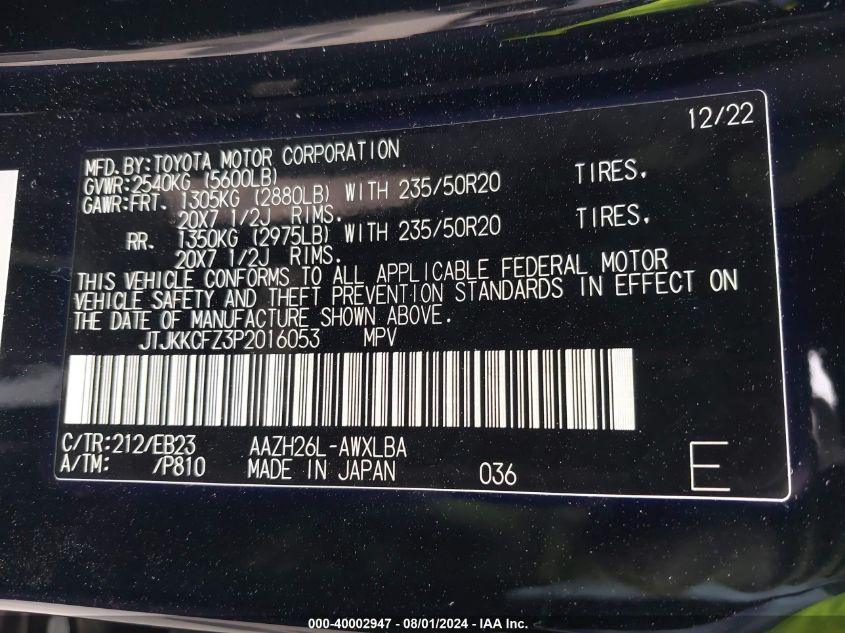 12/22
MFD. BY: TOYOTA MOTOR CORPORATION
GVWR: 2540KG (5600LB)
GAWR: FRT. 1305KG (2880LB) WITH 235/50R20 TIRES,
20X7 1/2J RIMS.
RR. 1350KG (2975LB) WITH 235/50R20 TIRES,
20X7 1/2J RIMS.
THIS VEHICLE CONFORMS TO ALL APPLICABLE FEDERAL MOTOR
VEHICLE SAFETY AND THEFT PREVENTION STANDARDS IN EFFECT ON
THE DATE OF MANUFACTURE SHOWN ABOVE.
JTJKKCFZ3P2016053 MPV
C/TR: 212/EB23 AAZH26L-AWXLBA
A/TM: /P810 MADE IN JAPAN 036 E
000-40002947 - 08/01/2024 - IAA Inc.